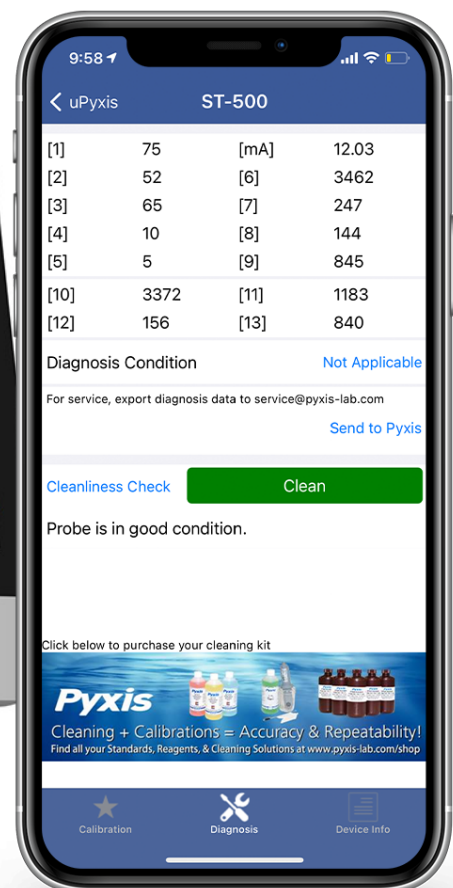 9:58
uPyxis ST-500
[1] 75 [mA] 12.03
[2] 52 [6] 3462
[3] 65 [7] 247
[4] 10 [8] 144
[5] 5 [9] 845
[10] 3372 [11] 1183
[12] 156 [13] 840
Diagnosis Condition Not Applicable
For service, export diagnosis data to service@pyxis-lab.com
Send to Pyxis
Cleanliness Check Clean
Probe is in good condition.
Click below to purchase your cleaning kit
Pyxis
Cleaning + Calibrations = Accuracy & Repeatability!
Find all your Standards, Reagents, & Cleaning Solutions at www.pyxis-lab.com/shop
Calibration Diagnosis Device Info